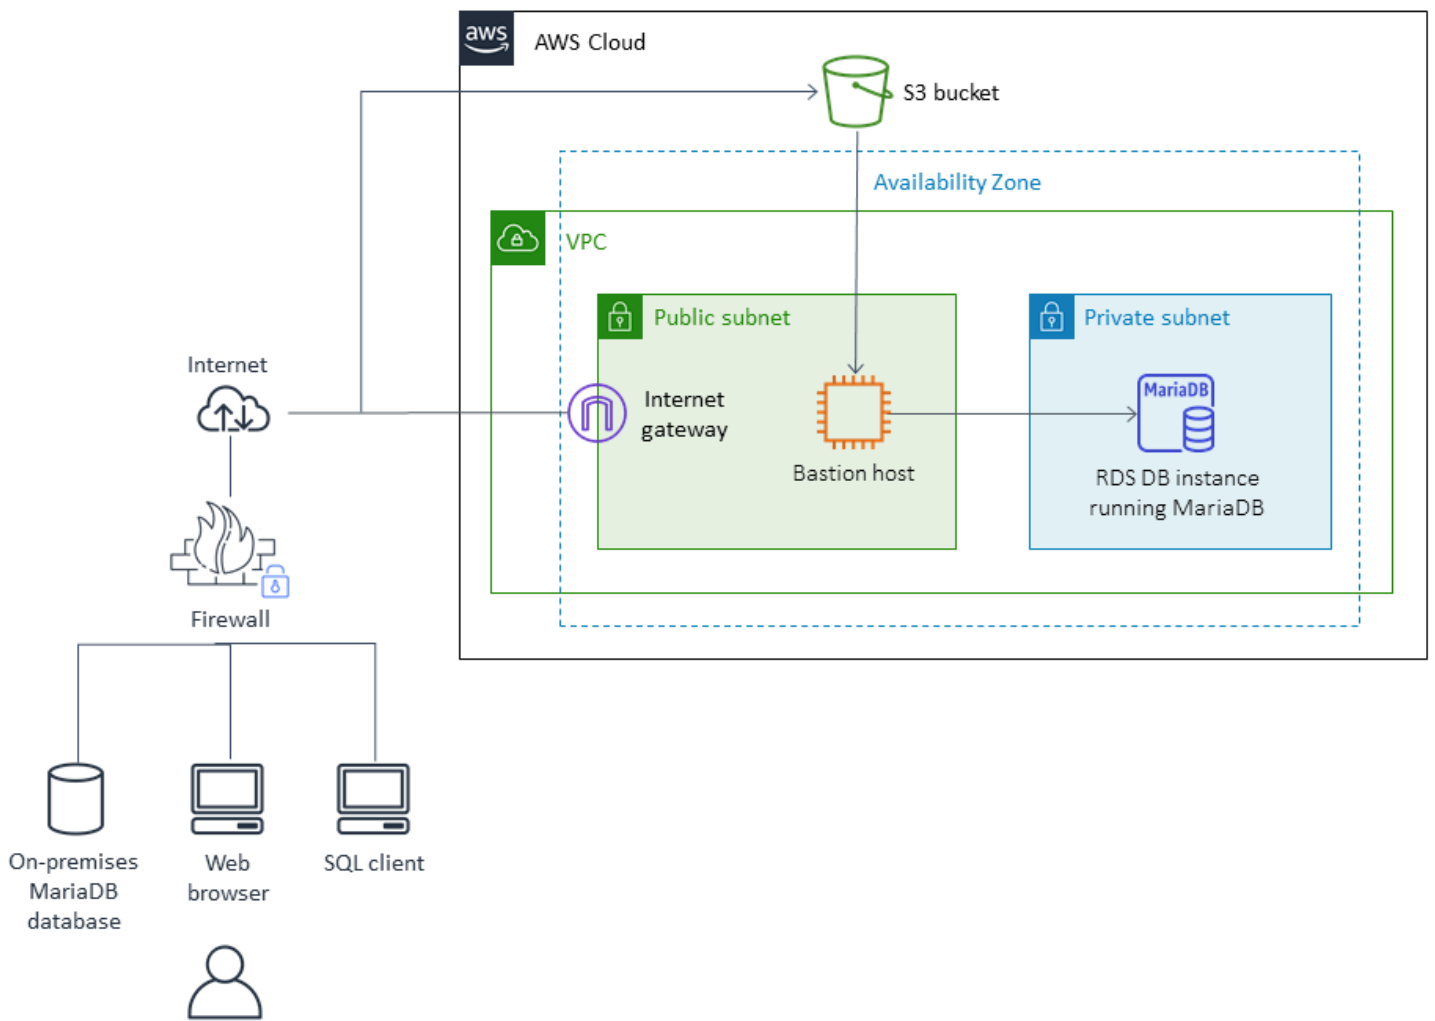 aws
AWS Cloud
S3 bucket
Availability Zone
VPC
Public subnet
Private subnet
Internet
Internet
gateway
MariaDB
Bastion host
RDS DB instance
running MariaDB
Firewall
On-premises
MariaDB
database
Web
browser
SQL client